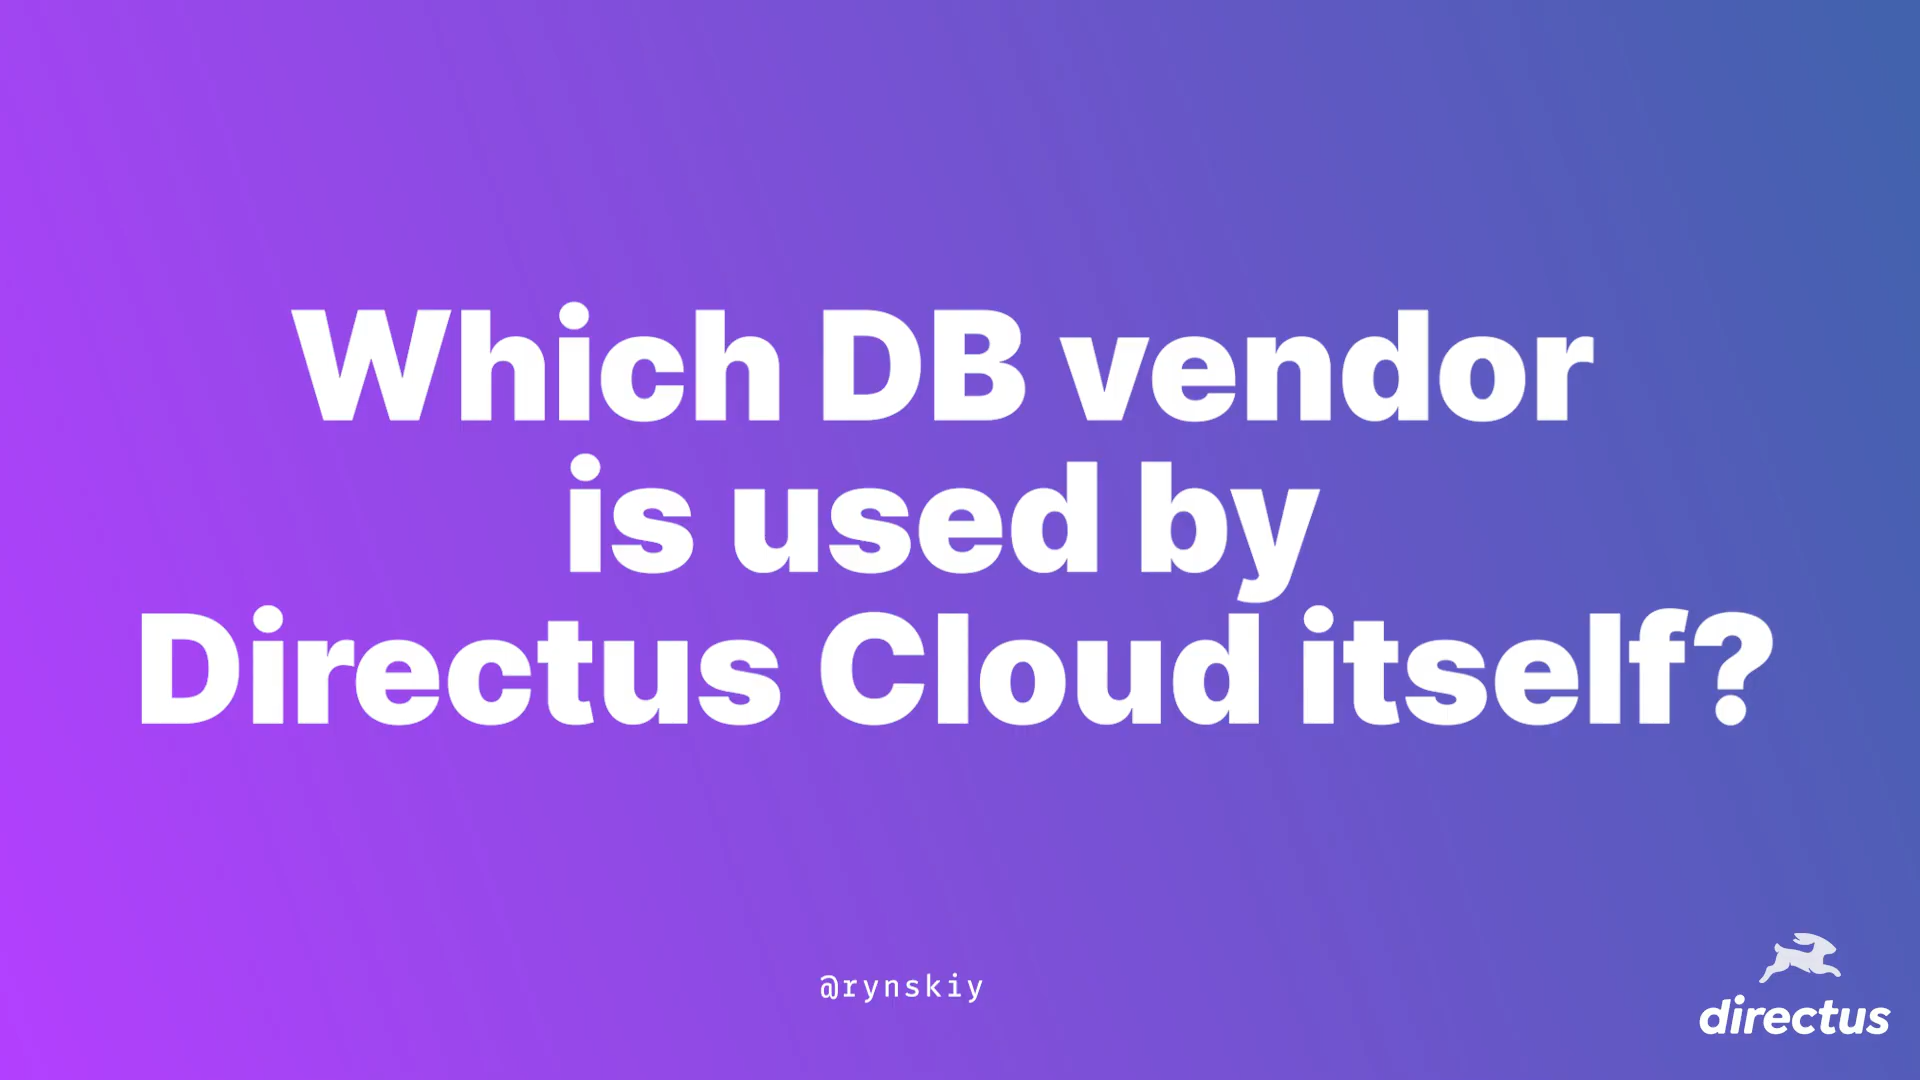 Which DB vendor
is used by
Directus Cloud itself?
@rynskiy
directus